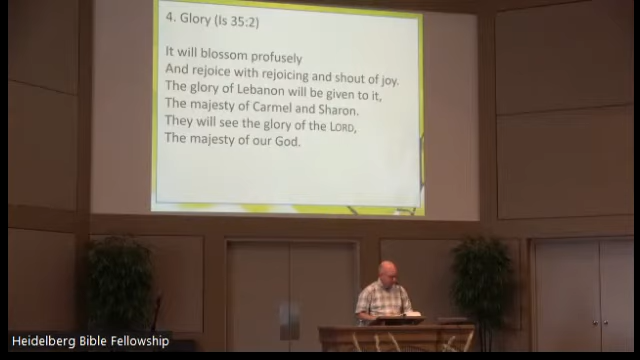 4. Glory (Is 35:2)
It will blossom profusely
And rejoice with rejoicing and shout of joy.
The glory of Lebanon will be given to it,
The majesty of Carmel and Sharon.
They will see the glory of the LORD,
The majesty of our God.
Heidelberg Bible Fellowship